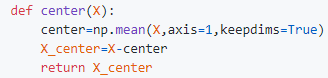 def center(X):
    center=np.mean(X,axis=1,keepdims=True)
    X_center=X-center
    return X_center